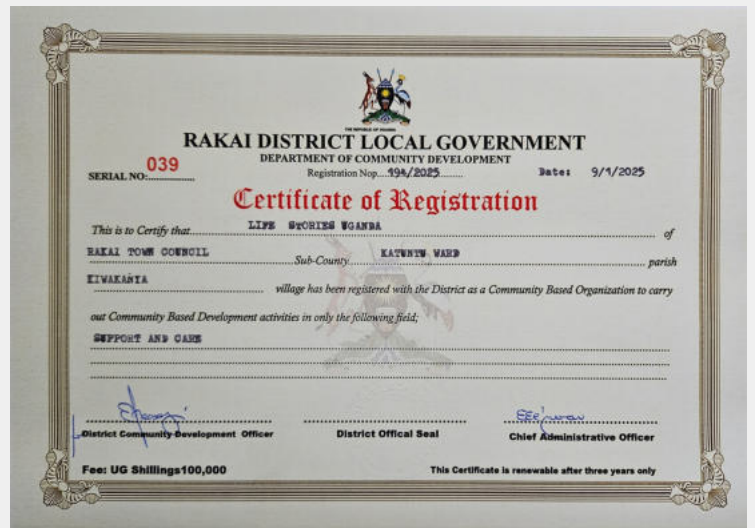 THE REPUBLIC OF UGANDA
RAKAI DISTRICT LOCAL GOVERNMENT
DEPARTMENT OF COMMUNITY DEVELOPMENT
SERIAL NO: 039
Registration Nop 194/2025
Date: 9/1/2025
Certificate of Registration
This is to Certify that LIFE STORIES UGANDA of
RAKAI TOWN COUNCIL Sub-County KATUNTU WARD parish
village has been registered with the District as a Community Based Organization to carry
out Community Based Development activities in only the following field;
SUPPORT AND CARE
District Community Development Officer
District Offical Seal
Chief Administrative Officer
Fee: UG Shillings100,000
This Certificate is renewable after three years only